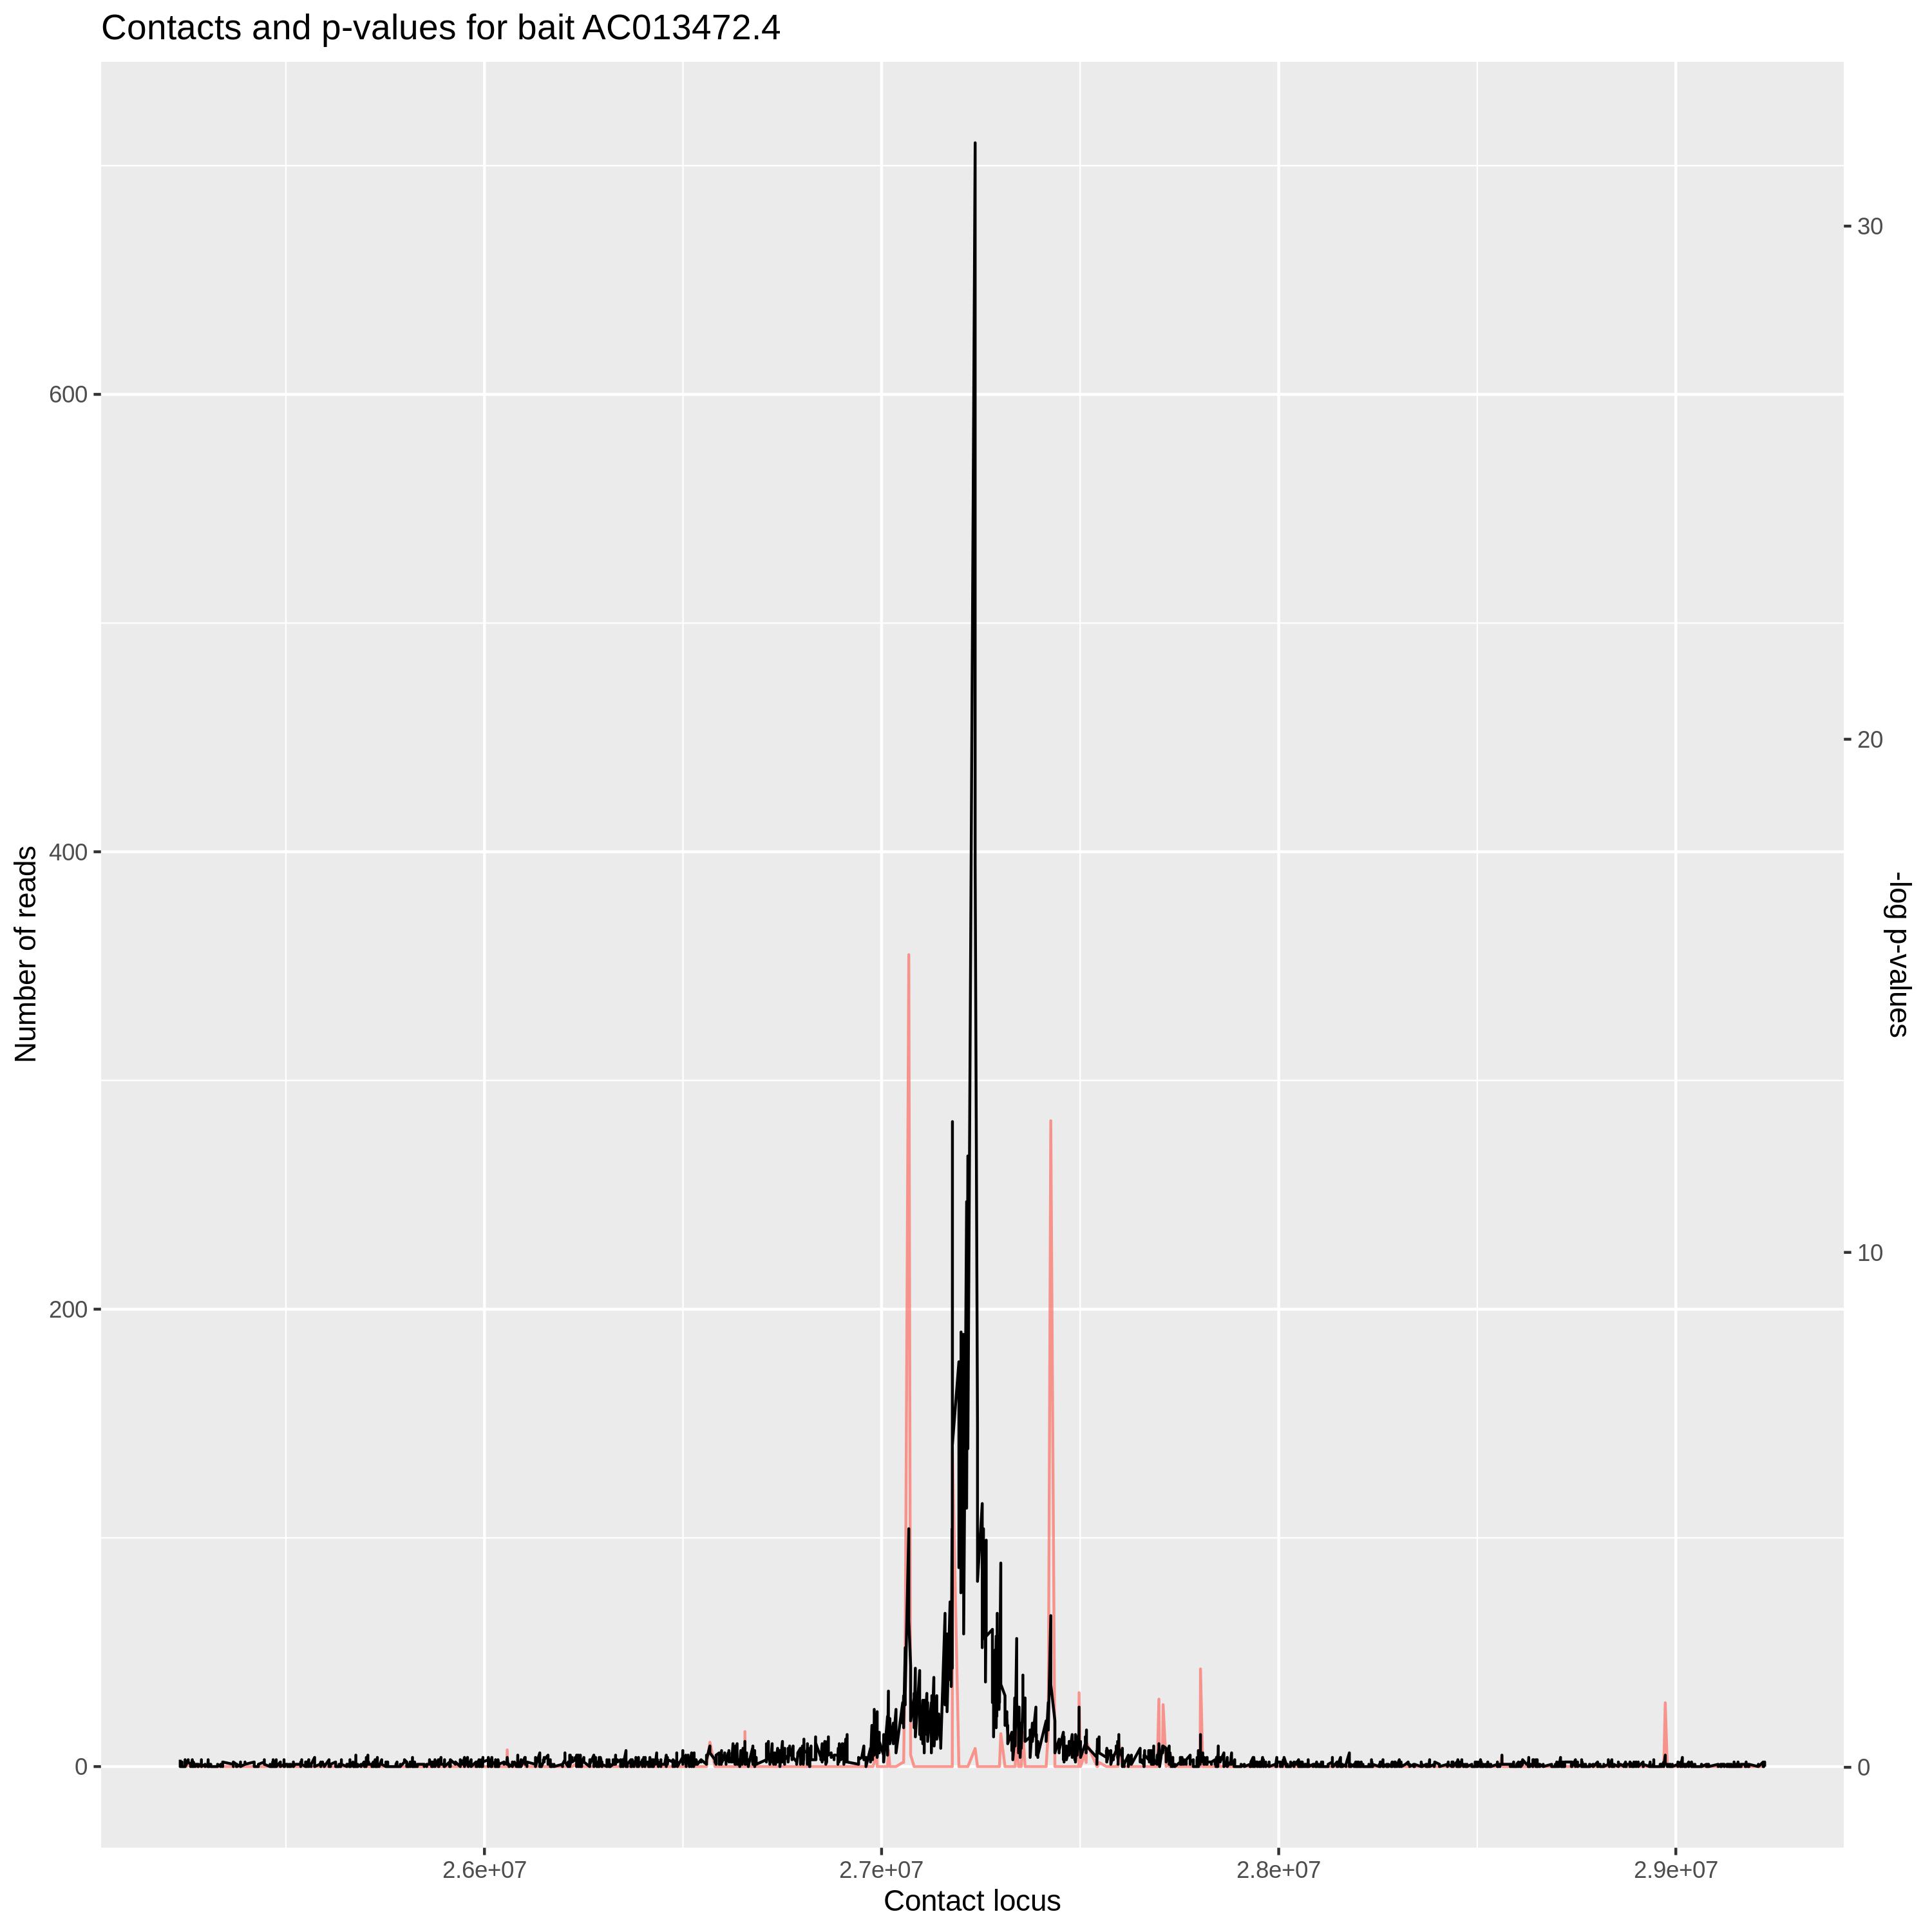 Contacts and p-values for bait AC013472.4
Number of reads
600
400
200
0
30
20
10
0
-log p-values
2.6e+07
2.7e+07
2.8e+07
2.9e+07
Contact locus